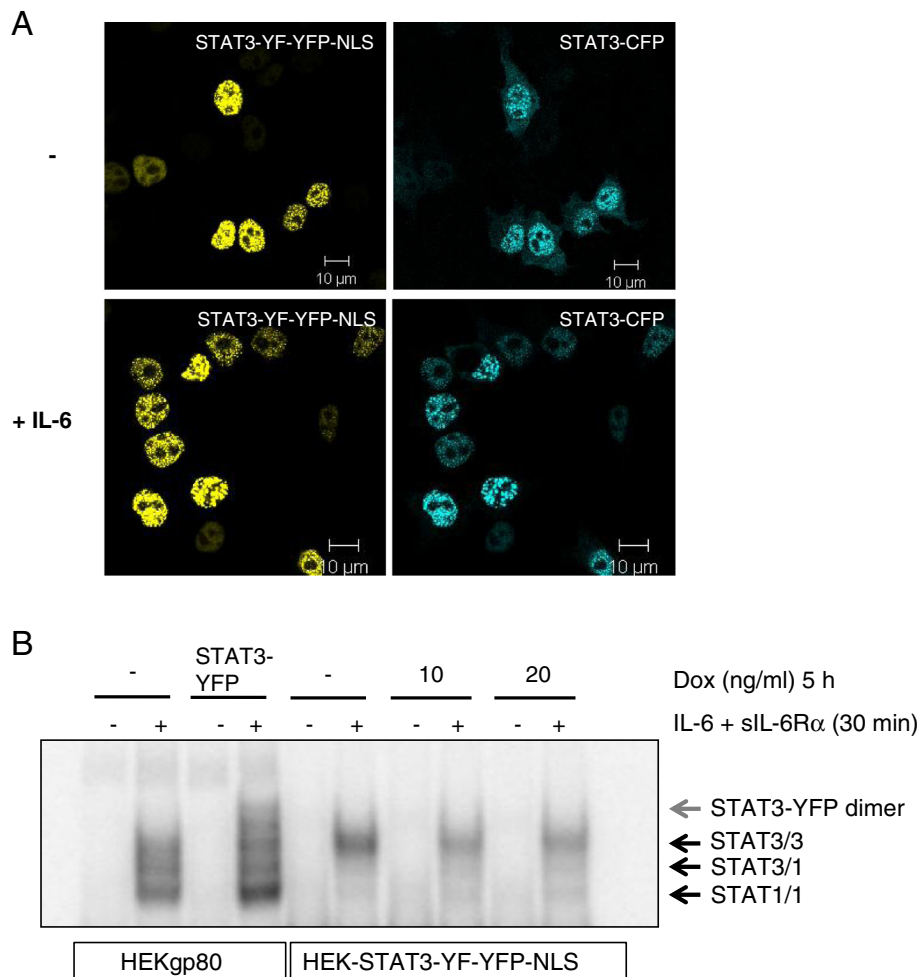 A
STAT3-YF-YFP-NLS
STAT3-CFP
-
10 µm
10 µm
STAT3-YF-YFP-NLS
STAT3-CFP
+ IL-6
10 µm
10 µm
B
- STAT3-YFP - 10 20 Dox (ng/ml) 5 h
- + - + - + - + - + IL-6 + sIL-6Rα (30 min)
STAT3-YFP dimer
STAT3/3
STAT3/1
STAT1/1
HEKgp80
HEK-STAT3-YF-YFP-NLS